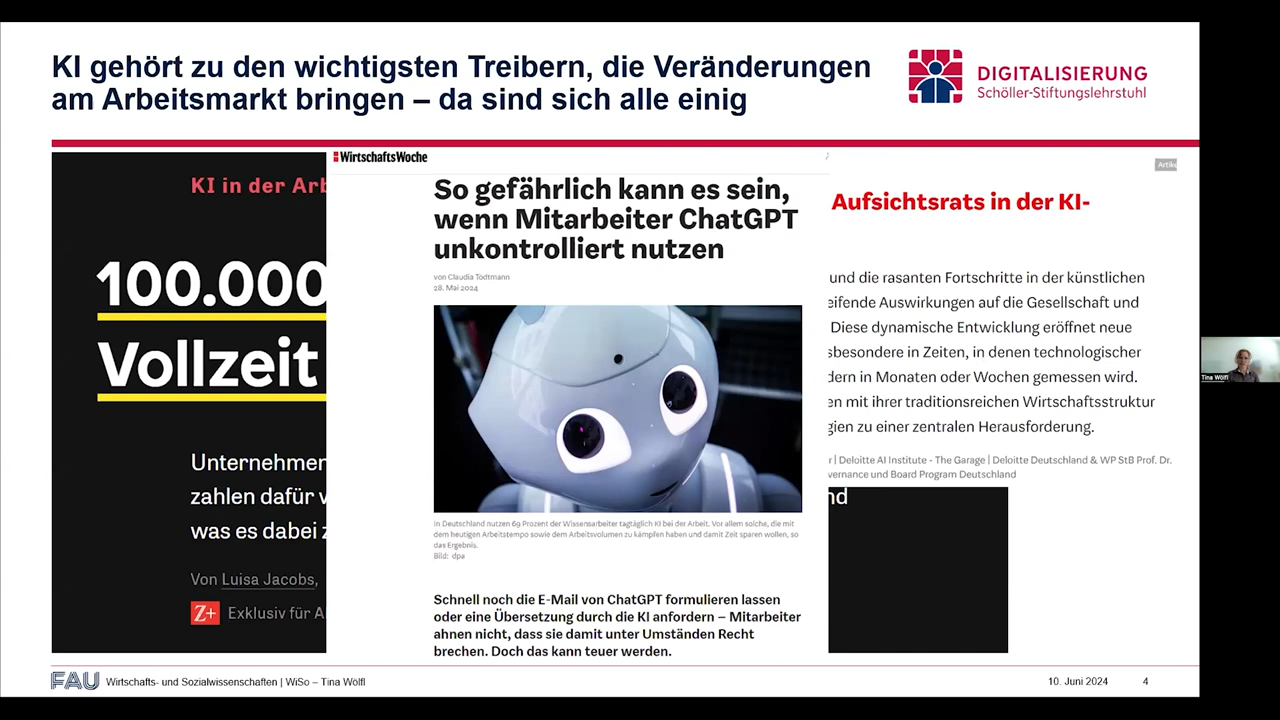 KI gehört zu den wichtigsten Treibern, die Veränderungen
am Arbeitsmarkt bringen – da sind sich alle einig
DIGITALISIERUNG
Schöller-Stiftungslehrstuhl
KI in der Arb
100.000
Vollzeit
Unternehmen
zahlen dafür v
was es dabei z
Von Luisa Jacobs,
Z+ Exklusiv für A
WirtschaftsWoche
So gefährlich kann es sein,
wenn Mitarbeiter ChatGPT
unkontrolliert nutzen
von Claudia Tödtmann
28. Mai 2024
In Deutschland nutzen 69 Prozent der Wissensarbeiter tagtäglich KI bei der Arbeit. Vor allem solche, die mit
dem heutigen Arbeitstempo sowie dem Arbeitsvolumen zu kämpfen haben und damit Zeit sparen wollen, so
das Ergebnis.
Bild: dpa
Schnell noch die E-Mail von ChatGPT formulieren lassen
oder eine Übersetzung durch die KI anfordern – Mitarbeiter
ahnen nicht, dass sie damit unter Umständen Recht
brechen. Doch das kann teuer werden.
Artik
Aufsichtsrats in der KI-
und die rasanten Fortschritte in der künstlichen
eifende Auswirkungen auf die Gesellschaft und
Diese dynamische Entwicklung eröffnet neue
sbesondere in Zeiten, in denen technologischer
dern in Monaten oder Wochen gemessen wird.
en mit ihrer traditionsreichen Wirtschaftsstruktur
gien zu einer zentralen Herausforderung.
r | Deloitte AI Institute - The Garage | Deloitte Deutschland & WP StB Prof. Dr.
vernance und Board Program Deutschland
nd
Tina Wölfl
FAU Wirtschafts- und Sozialwissenschaften | WiSo – Tina Wölfl
10. Juni 2024
4